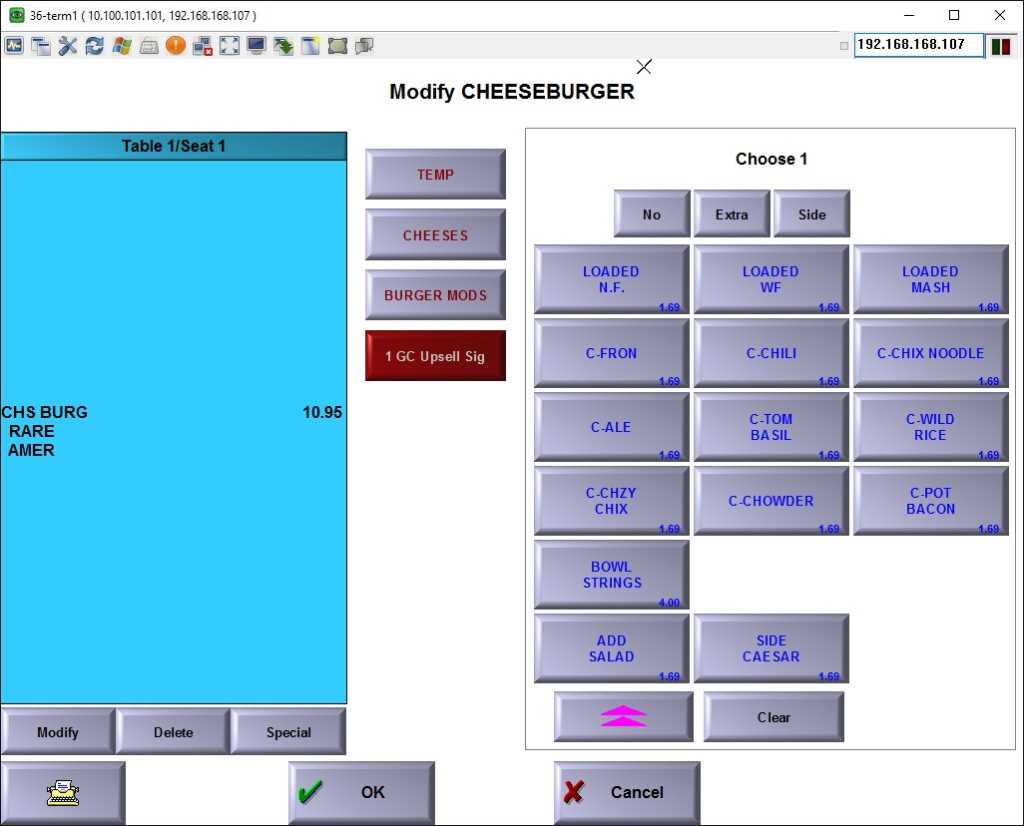 36-term1 ( 10.100.101.101, 192.168.168.107 )
192.168.168.107
Modify CHEESEBURGER
Table 1/Seat 1
CHS BURG 10.95
RARE
AMER
TEMP
CHEESES
BURGER MODS
1 GC Upsell Sig
Choose 1
No Extra Side
LOADED
N.F.
1.69
LOADED
WF
1.69
LOADED
MASH
1.69
C-FRON
1.69
C-CHILI
1.69
C-CHIX NOODLE
1.69
C-ALE
1.69
C-TOM
BASIL
1.69
C-WILD
RICE
1.69
C-CHZY
CHIX
1.69
C-CHOWDER
1.69
C-POT
BACON
1.69
BOWL
STRINGS
4.00
ADD
SALAD
1.69
SIDE
CAESAR
1.69
Clear
Modify Delete Special
OK
Cancel